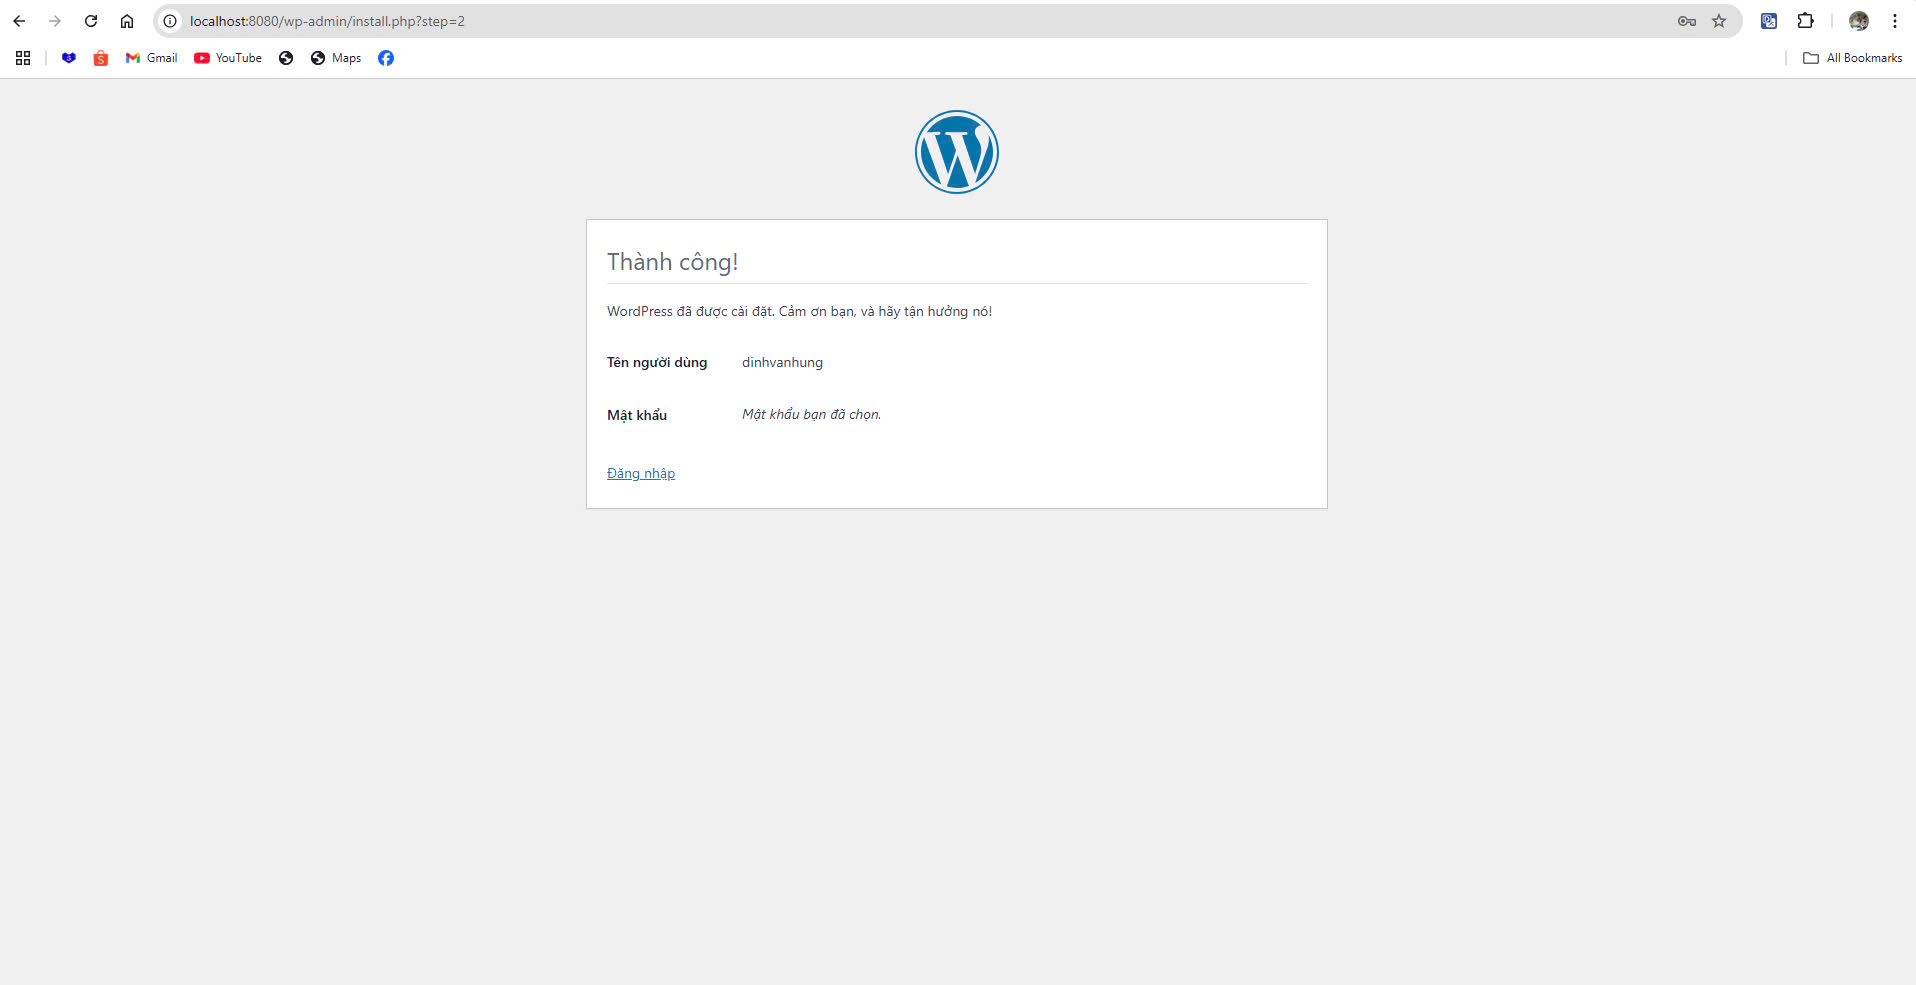 localhost:8080/wp-admin/install.php?step=2
Gmail YouTube Maps All Bookmarks
Thành công!
WordPress đã được cài đặt. Cảm ơn bạn, và hãy tận hưởng nó!
Tên người dùng dinhvanhung
Mật khẩu Mật khẩu bạn đã chọn.
Đăng nhập